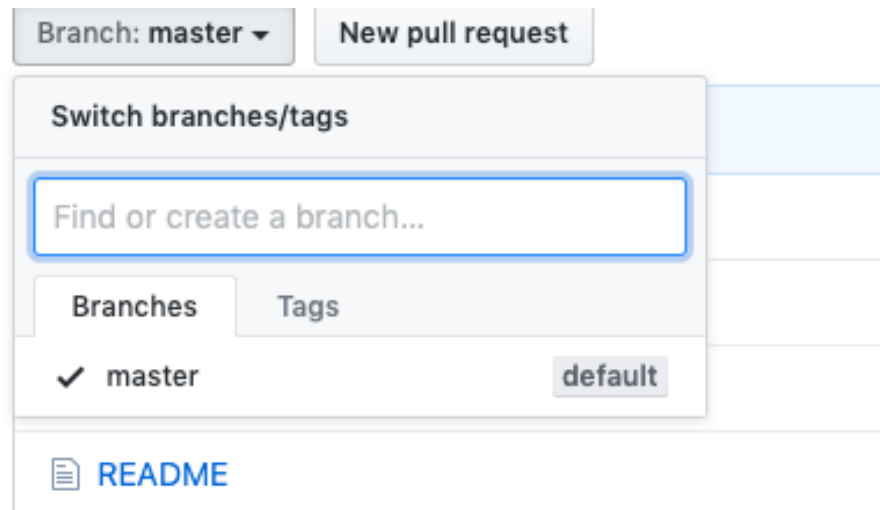 Branch: master
New pull request
Switch branches/tags
Find or create a branch...
Branches
Tags
master
default
README